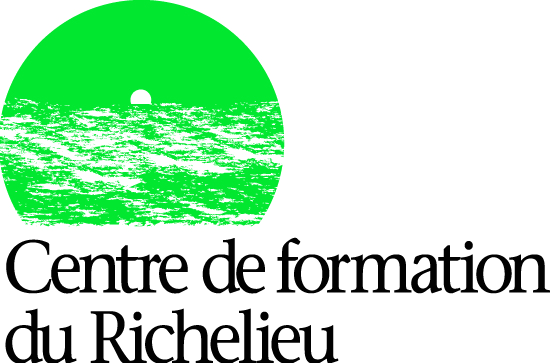 Centre de formation
du Richelieu